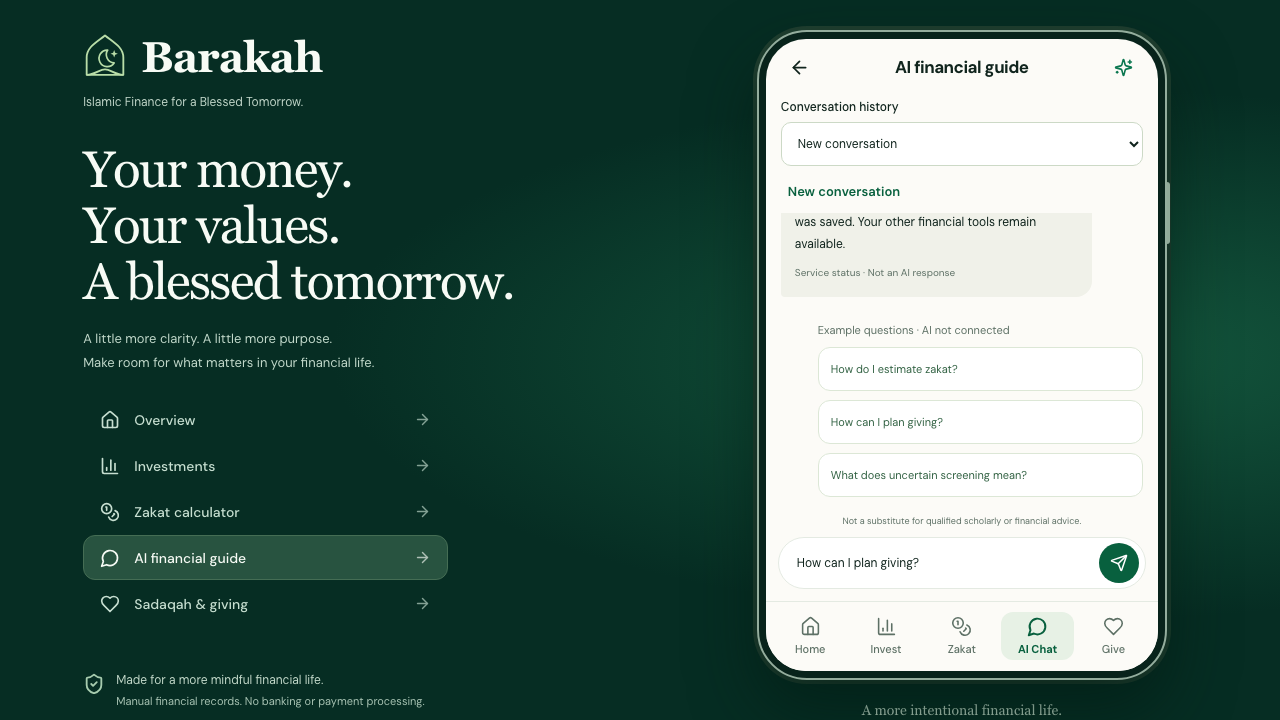 Barakah
Islamic Finance for a Blessed Tomorrow.
Your money.
Your values.
A blessed tomorrow.
A little more clarity. A little more purpose.
Make room for what matters in your financial life.
Overview
Investments
Zakat calculator
AI financial guide
Sadaqah & giving
Made for a more mindful financial life.
Manual financial records. No banking or payment processing.
AI financial guide
Conversation history
New conversation
New conversation
was saved. Your other financial tools remain
available.
Service status · Not an AI response
Example questions · AI not connected
How do I estimate zakat?
How can I plan giving?
What does uncertain screening mean?
Not a substitute for qualified scholarly or financial advice.
How can I plan giving?
Home
Invest
Zakat
AI Chat
Give
A more intentional financial life.